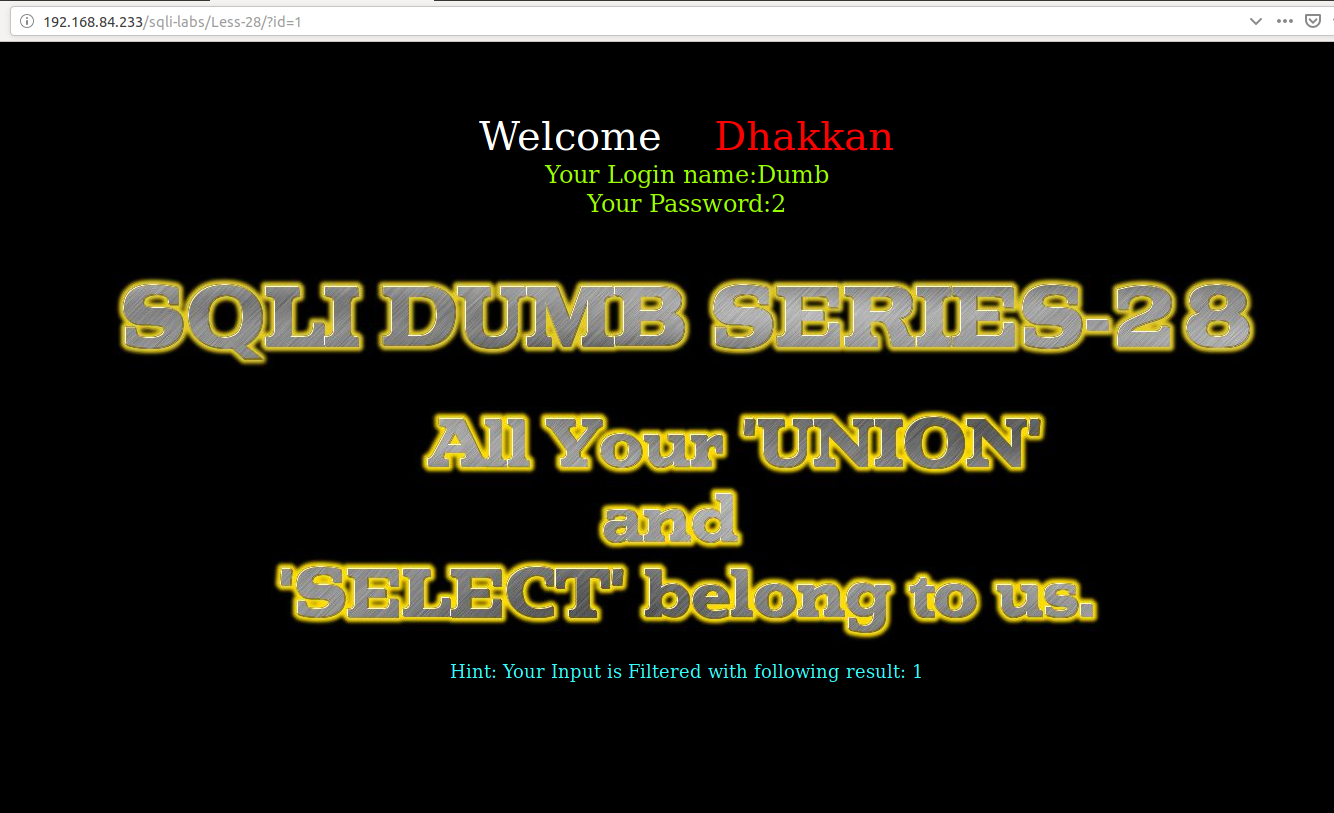 192.168.84.233/sqli-labs/Less-28/?id=1
Welcome Dhakkan
Your Login name:Dumb
Your Password:2
SQLI DUMB SERIES-28
All Your 'UNION'
and
'SELECT' belong to us.
Hint: Your Input is Filtered with following result: 1